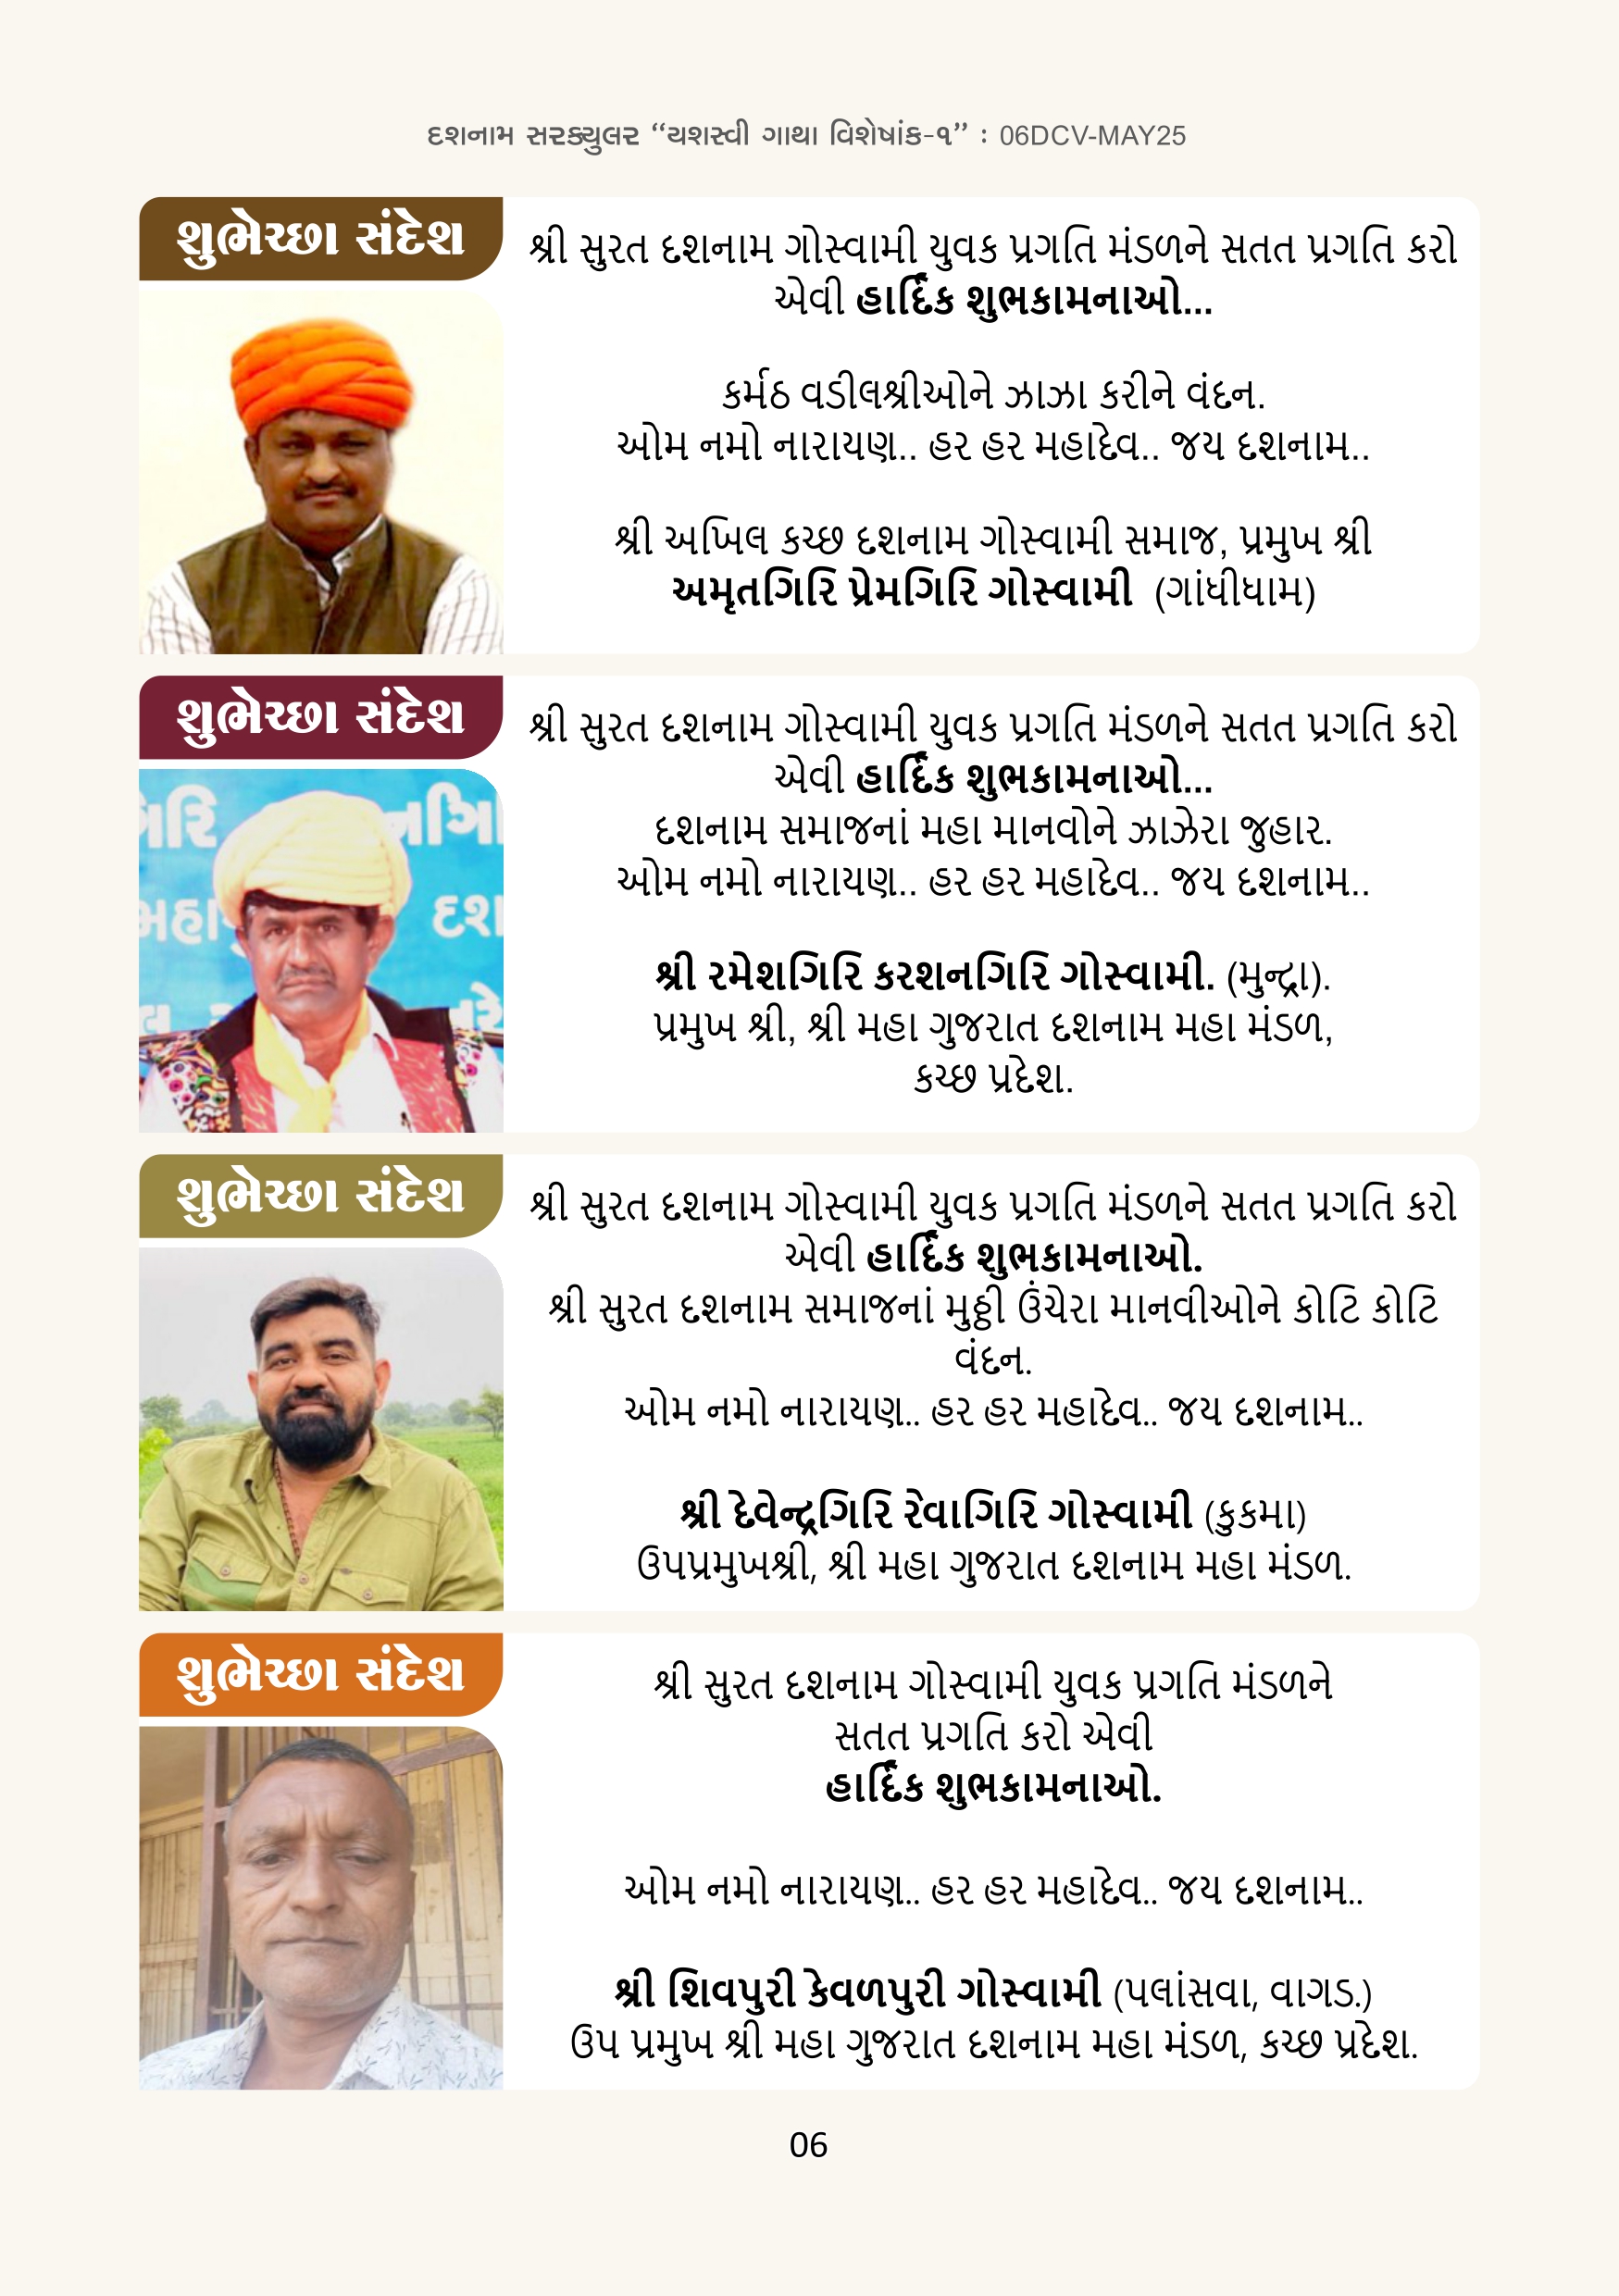 દશનામ સરક્યુલર “યશસ્વી ગાથા વિશેષાંક-૧” : 06DCV-MAY25
શુભેચ્છા સંદેશ
શ્રી સુરત દશનામ ગોસ્વામી યુવક પ્રગતિ મંડળને સતત પ્રગતિ કરો
એવી હાર્દિક શુભકામનાઓ...
કર્મઠ વડીલશ્રીઓને ઝાઝા કરીને વંદન.
ઓમ નમો નારાયણ.. હર હર મહાદેવ.. જય દશનામ..
શ્રી અખિલ કચ્છ દશનામ ગોસ્વામી સમાજ, પ્રમુખ શ્રી
અમૃતગિરિ પ્રેમગિરિ ગોસ્વામી (ગાંધીધામ)
શુભેચ્છા સંદેશ
શ્રી સુરત દશનામ ગોસ્વામી યુવક પ્રગતિ મંડળને સતત પ્રગતિ કરો
એવી હાર્દિક શુભકામનાઓ...
દશનામ સમાજનાં મહા માનવોને ઝાઝેરા જુહાર.
ઓમ નમો નારાયણ.. હર હર મહાદેવ.. જય દશનામ..
શ્રી રમેશગિરિ કરશનગિરિ ગોસ્વામી. (મુન્દ્રા).
પ્રમુખ શ્રી, શ્રી મહા ગુજરાત દશનામ મહા મંડળ,
કચ્છ પ્રદેશ.
શુભેચ્છા સંદેશ
શ્રી સુરત દશનામ ગોસ્વામી યુવક પ્રગતિ મંડળને સતત પ્રગતિ કરો
એવી હાર્દિક શુભકામનાઓ.
શ્રી સુરત દશનામ સમાજનાં મુઠ્ઠી ઉંચેરા માનવીઓને કોટિ કોટિ
વંદન.
ઓમ નમો નારાયણ.. હર હર મહાદેવ.. જય દશનામ..
શ્રી દેવેન્દ્રગિરિ રેવાગિરિ ગોસ્વામી (કુકમા)
ઉપપ્રમુખશ્રી, શ્રી મહા ગુજરાત દશનામ મહા મંડળ.
શુભેચ્છા સંદેશ
શ્રી સુરત દશનામ ગોસ્વામી યુવક પ્રગતિ મંડળને
સતત પ્રગતિ કરો એવી
હાર્દિક શુભકામનાઓ.
ઓમ નમો નારાયણ.. હર હર મહાદેવ.. જય દશનામ..
શ્રી શિવપુરી કેવળપુરી ગોસ્વામી (પલાંસવા, વાગડ.)
ઉપ પ્રમુખ શ્રી મહા ગુજરાત દશનામ મહા મંડળ, કચ્છ પ્રદેશ.
06